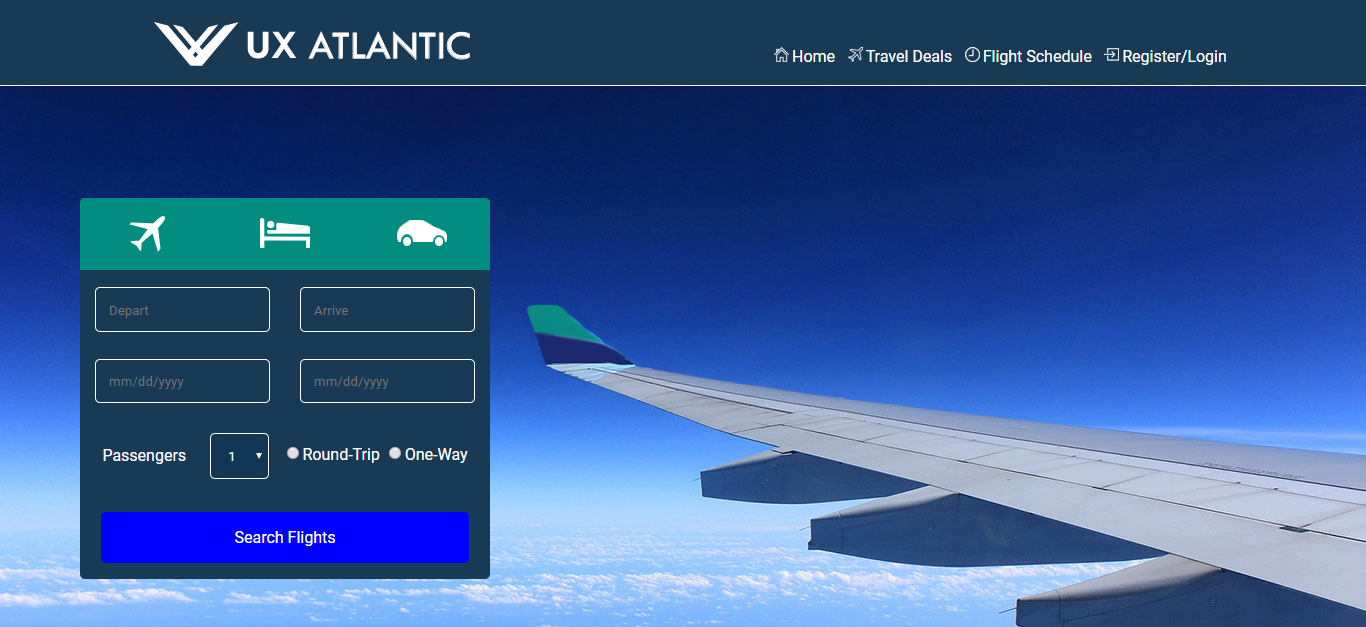 UX ATLANTIC
Home Travel Deals Flight Schedule Register/Login
Depart Arrive
mm/dd/yyyy mm/dd/yyyy
Passengers 1 Round-Trip One-Way
Search Flights